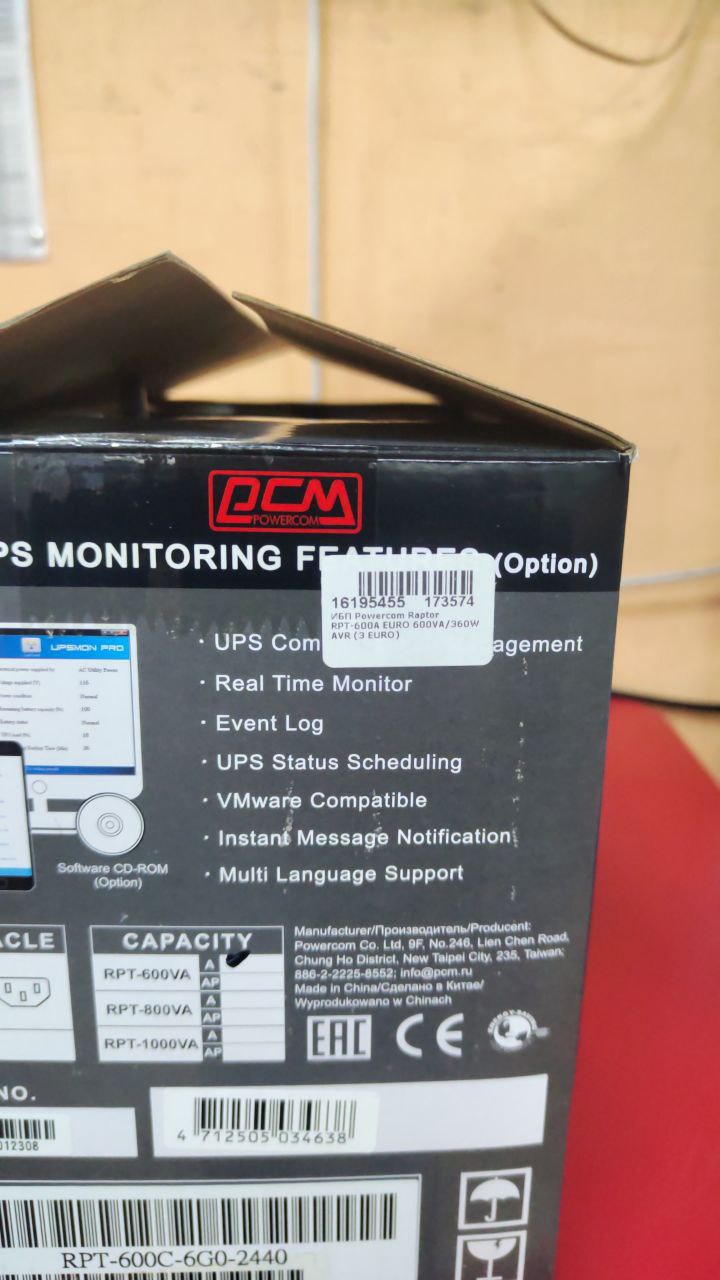 PCM
POWERCOM
PS MONITORING FEATURES (Option)
16195455 173574
ИБП Powercom Raptor
RPT-600A EURO 600VA/360W
AVR (3 EURO)
UPSMON PRO
AC Utility Power
Normal
Normal
· UPS Com
agement
· Real Time Monitor
· Event Log
· UPS Status Scheduling
· VMware Compatible
· Instant Message Notification
· Multi Language Support
Software CD-ROM
(Option)
ACLE
CAPACITY
RPT-600VA A
AP
RPT-800VA A
AP
RPT-1000VA A
AP
Manufacturer/Производитель/Producent:
Powercom Co. Ltd, 9F, No.246, Lien Chen Road,
Chung Ho District, New Taipei City, 235, Taiwan;
886-2-2225-8552; info@pcm.ru
Made in China/Сделано в Китае/
Wyprodukowano w Chinach
EAC CE
NO.
012308
4 712505 034638
RPT-600C-6G0-2440